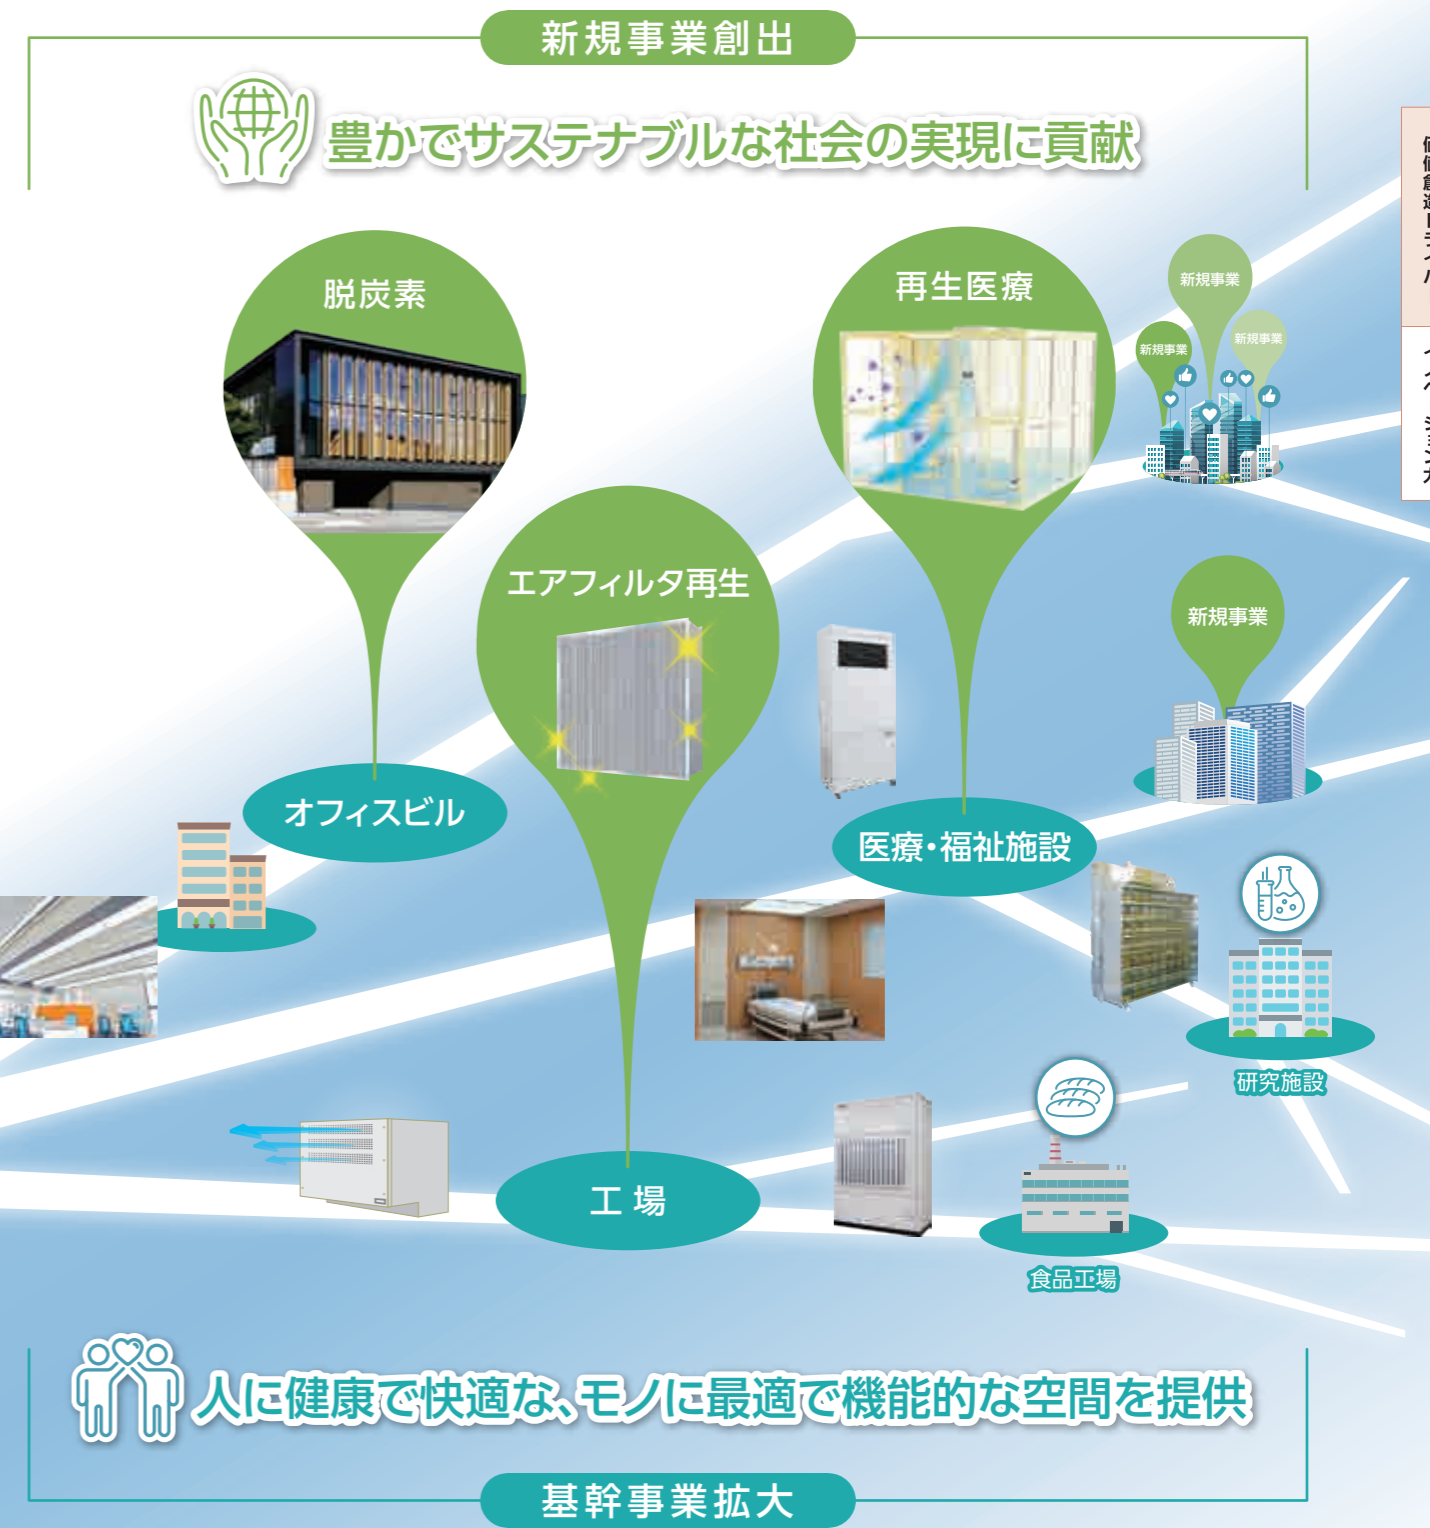 新規事業創出
豊かでサステナブルな社会の実現に貢献
脱炭素
再生医療
新規事業
新規事業
新規事業
エアフィルタ再生
新規事業
オフィスビル
医療・福祉施設
研究施設
工場
食品工場
人に健康で快適な、モノに最適で機能的な空間を提供
基幹事業拡大